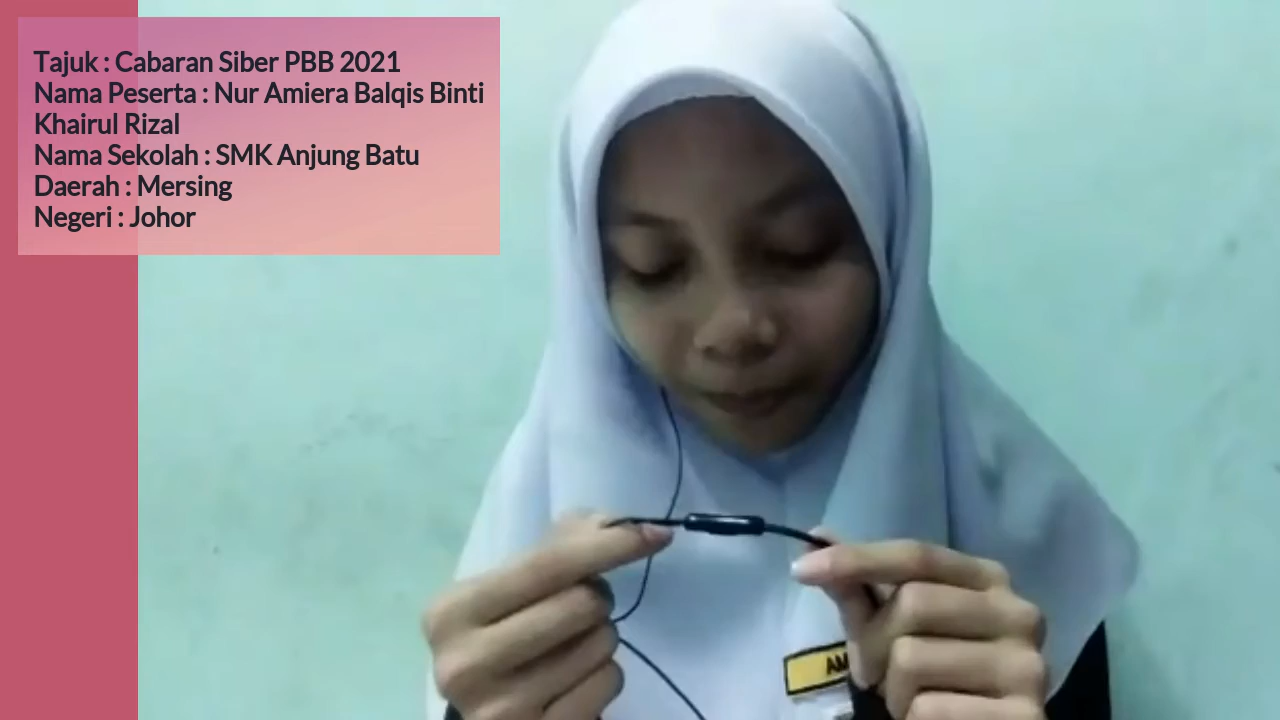 Tajuk : Cabaran Siber PBB 2021
Nama Peserta : Nur Amiera Balqis Binti
Khairul Rizal
Nama Sekolah : SMK Anjung Batu
Daerah : Mersing
Negeri : Johor
AM